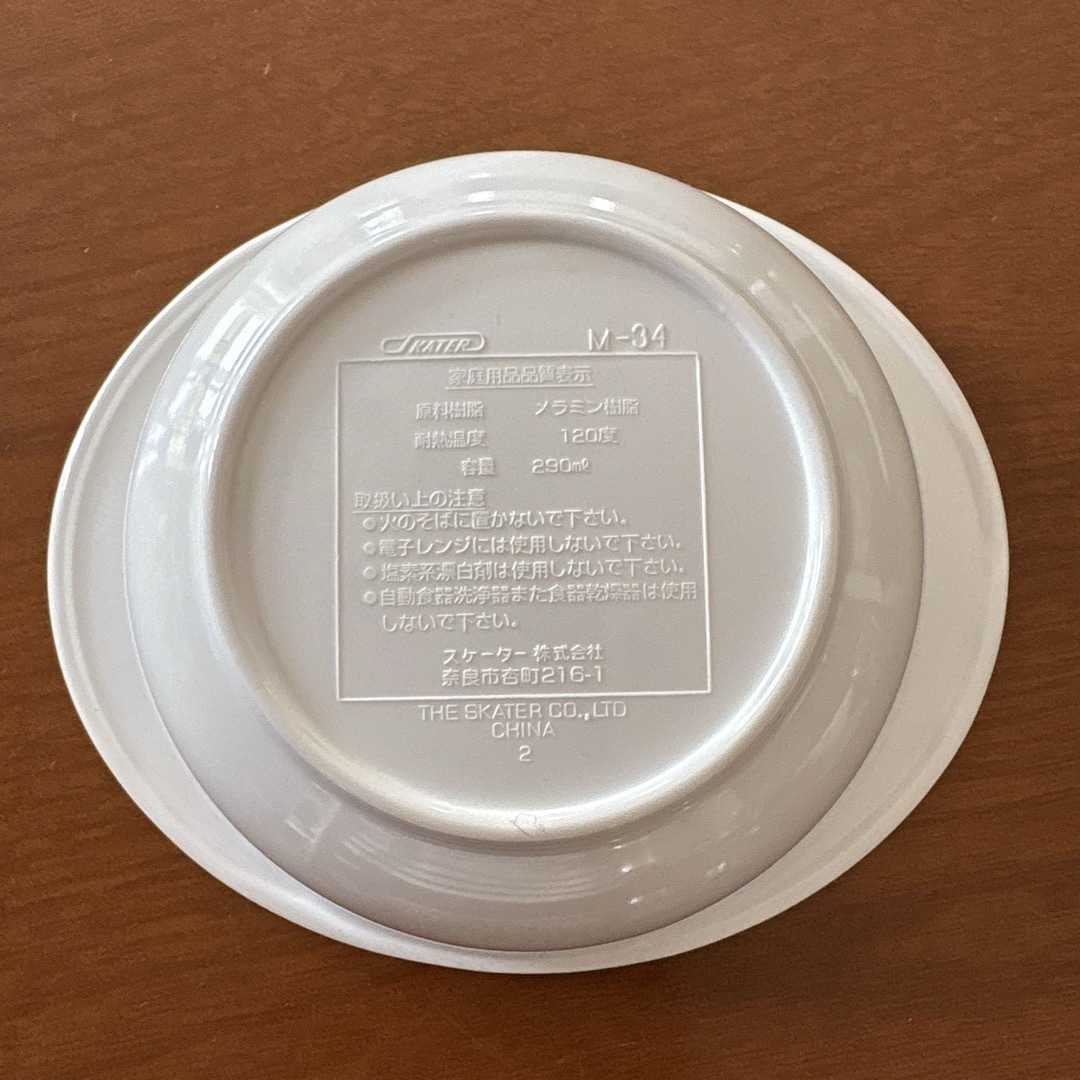 SKATER M-34
家庭用品品質表示
原料樹脂 メラミン樹脂
耐熱温度 120度
容量 290ml
取扱い上の注意
●火のそばに置かないで下さい。
●電子レンジには使用しないで下さい。
●塩素系漂白剤は使用しないで下さい。
●自動食器洗浄器また食器乾燥器は使用
しないで下さい。
スケーター株式会社
奈良市杏町216-1
THE SKATER CO.,LTD
CHINA
2